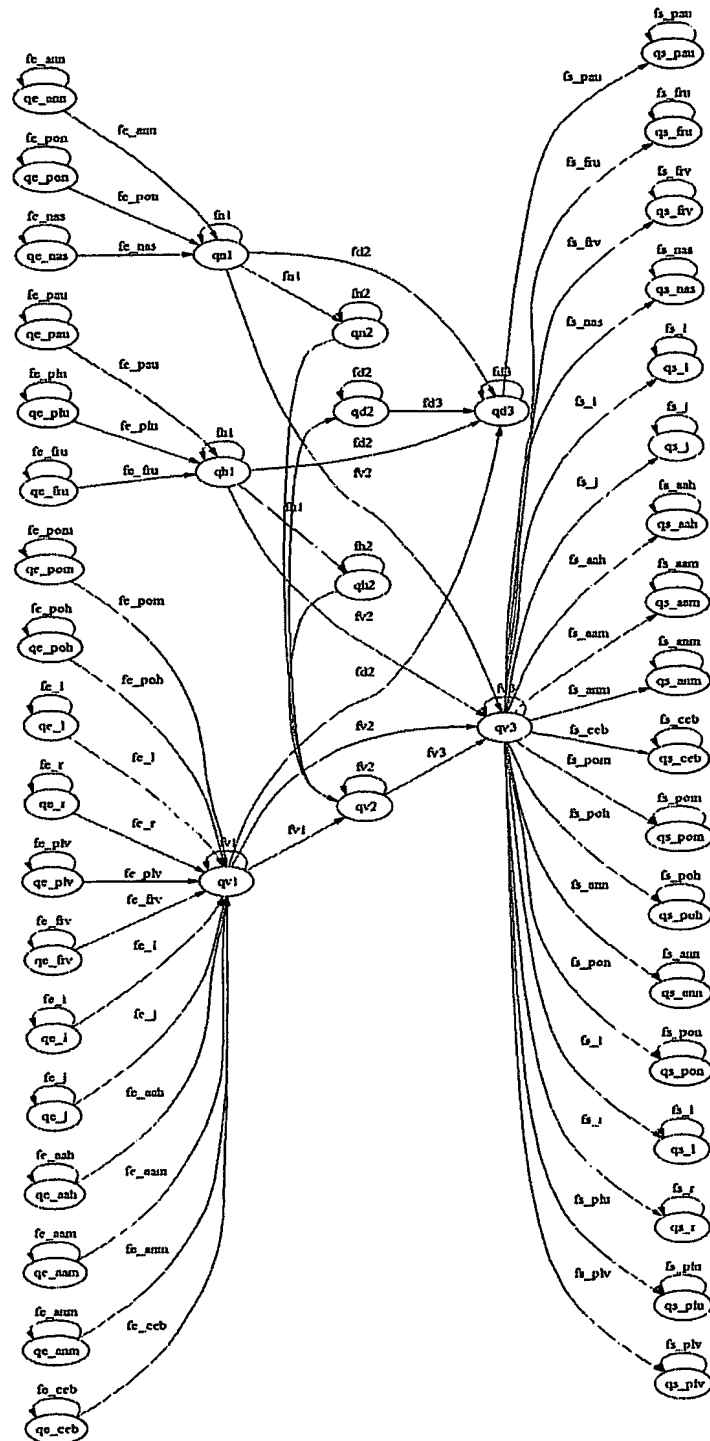 fe_ann
qe_ann
fe_ann
fe_pon
qe_pon
fe_pon
fe_nas
qe_nas
fe_nas
fe_pau
qe_pau
fe_pau
fe_plu
qe_plu
fe_plu
fe_fru
qe_fru
fe_fru
fe_pom
qe_pom
fe_pom
fe_poh
qe_poh
fe_poh
fe_l
qe_l
fe_l
fe_r
qe_r
fe_r
fe_plv
qe_plv
fe_plv
fe_frv
qe_frv
fe_frv
fe_i
qe_i
fe_i
fe_j
qe_j
fe_j
fe_aah
qe_aah
fe_aah
fe_aam
qe_aam
fe_aam
fe_anm
qe_anm
fe_anm
fe_ceb
qe_ceb
fe_ceb
fn1
qn1
fd2
fn1
fv2
fh1
qh1
fd2
fv2
fv1
qv1
fd2
fv2
fv1
fn2
qn2
fd2
qd2
fd3
fh1
fh2
qh2
fv2
qv2
fv3
fd3
qd3
fv3
qv3
fs_pau
fs_pau
qs_pau
fs_fru
fs_fru
qs_fru
fs_frv
fs_frv
qs_frv
fs_nas
fs_nas
qs_nas
fs_i
fs_i
qs_i
fs_j
fs_j
qs_j
fs_aah
fs_aah
qs_aah
fs_aam
fs_aam
qs_aam
fs_anm
fs_anm
qs_anm
fs_ceb
fs_ceb
qs_ceb
fs_pom
fs_pom
qs_pom
fs_poh
fs_poh
qs_poh
fs_ann
fs_ann
qs_ann
fs_pon
fs_pon
qs_pon
fs_l
fs_l
qs_l
fs_r
fs_r
qs_r
fs_plu
fs_plu
qs_plu
fs_plv
fs_plv
qs_plv